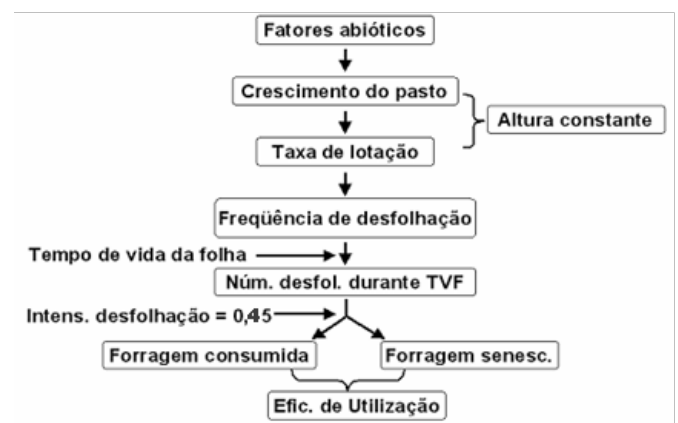 Fatores abióticos
Crescimento do pasto
Altura constante
Taxa de lotação
Freqüência de desfolhação
Tempo de vida da folha
Núm. desfol. durante TVF
Intens. desfolhação = 0,45
Forragem consumida
Forragem senesc.
Efic. de Utilização